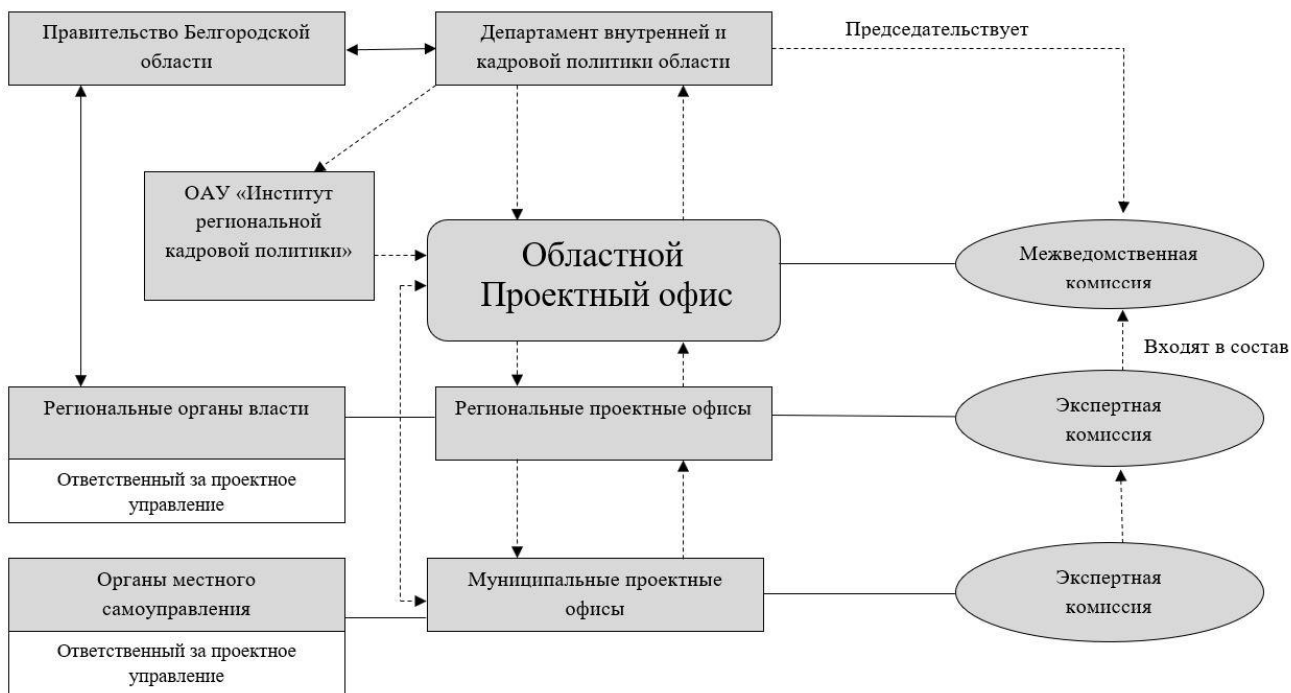 Правительство Белгородской
области
Департамент внутренней и
кадровой политики области
Председательствует
ОАУ «Институт
региональной
кадровой политики»
Областной
Проектный офис
Межведомственная
комиссия
Входят в состав
Региональные органы власти
Ответственный за проектное
управление
Региональные проектные офисы
Экспертная
комиссия
Органы местного
самоуправления
Ответственный за проектное
управление
Муниципальные проектные
офисы
Экспертная
комиссия